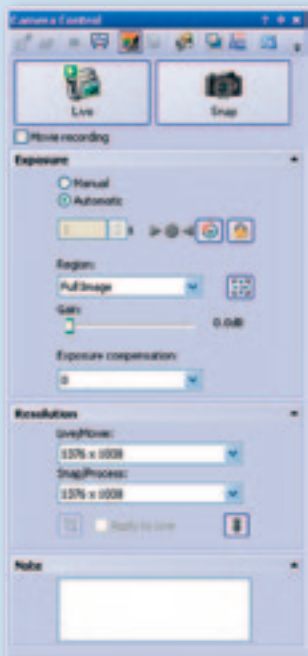 Camera Control
Live
Snap
Movie recording
Exposure
Manual
Automatic
Region:
Full Image
Gain:
0.0dB
Exposure compensation:
0
Resolution
Live/Movie:
1376 x 1038
Snap/Process:
1376 x 1038
Apply to Live
Note